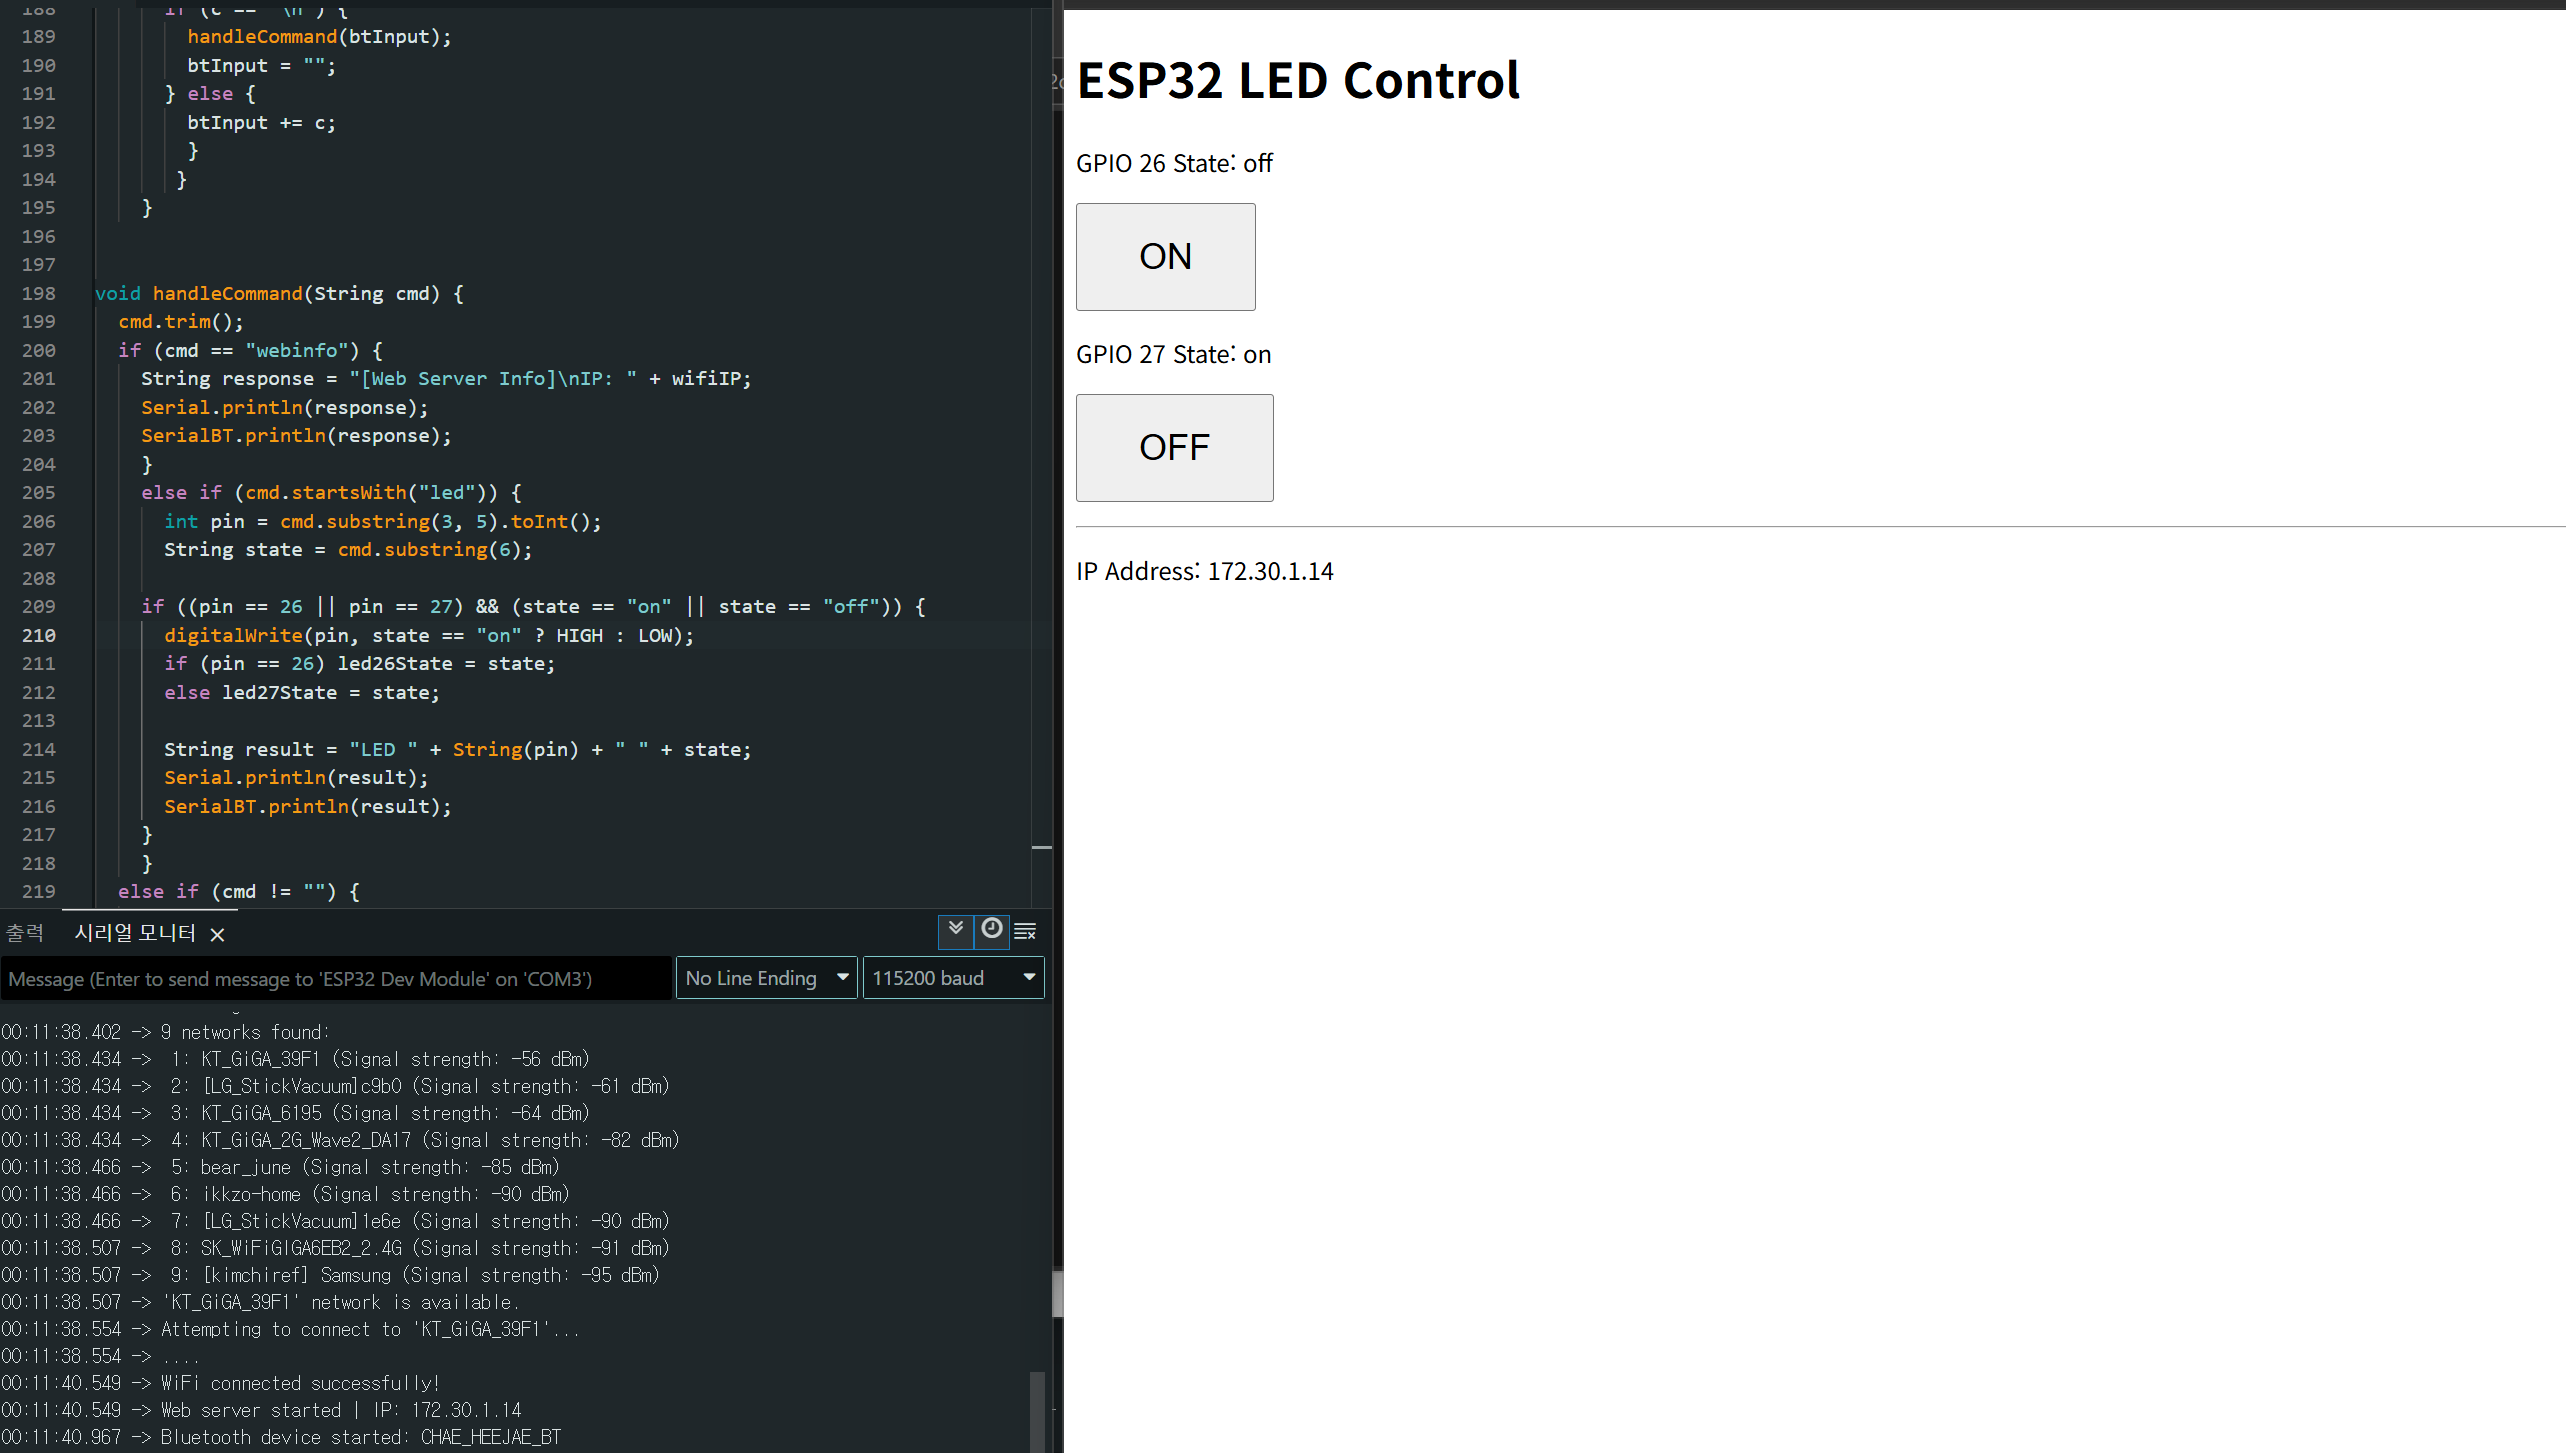 188 if (c == '\n') {
189 handleCommand(btInput);
190 btInput = "";
191 } else {
192 btInput += c;
193 }
194 }
195 }
196
197
198 void handleCommand(String cmd) {
199 cmd.trim();
200 if (cmd == "webinfo") {
201 String response = "[Web Server Info]\nIP: " + wifiIP;
202 Serial.println(response);
203 SerialBT.println(response);
204 }
205 else if (cmd.startsWith("led")) {
206 int pin = cmd.substring(3, 5).toInt();
207 String state = cmd.substring(6);
208
209 if ((pin == 26 || pin == 27) && (state == "on" || state == "off")) {
210 digitalWrite(pin, state == "on" ? HIGH : LOW);
211 if (pin == 26) led26State = state;
212 else led27State = state;
213
214 String result = "LED " + String(pin) + " " + state;
215 Serial.println(result);
216 SerialBT.println(result);
217 }
218 }
219 else if (cmd != "") {
출력 시리얼 모니터
Message (Enter to send message to 'ESP32 Dev Module' on 'COM3') No Line Ending 115200 baud
00:11:38.402 -> 9 networks found:
00:11:38.434 -> 1: KT_GiGA_39F1 (Signal strength: -56 dBm)
00:11:38.434 -> 2: [LG_StickVacuum]c9b0 (Signal strength: -61 dBm)
00:11:38.434 -> 3: KT_GiGA_6195 (Signal strength: -64 dBm)
00:11:38.434 -> 4: KT_GiGA_2G_Wave2_DA17 (Signal strength: -82 dBm)
00:11:38.466 -> 5: bear_june (Signal strength: -85 dBm)
00:11:38.466 -> 6: ikkzo-home (Signal strength: -90 dBm)
00:11:38.466 -> 7: [LG_StickVacuum]1e6e (Signal strength: -90 dBm)
00:11:38.507 -> 8: SK_WiFiGIGA6EB2_2.4G (Signal strength: -91 dBm)
00:11:38.507 -> 9: [kimchiref] Samsung (Signal strength: -95 dBm)
00:11:38.507 -> 'KT_GiGA_39F1' network is available.
00:11:38.554 -> Attempting to connect to 'KT_GiGA_39F1'...
00:11:38.554 -> ....
00:11:40.549 -> WiFi connected successfully!
00:11:40.549 -> Web server started | IP: 172.30.1.14
00:11:40.967 -> Bluetooth device started: CHAE_HEEJAE_BT
ESP32 LED Control
GPIO 26 State: off
ON
GPIO 27 State: on
OFF
IP Address: 172.30.1.14